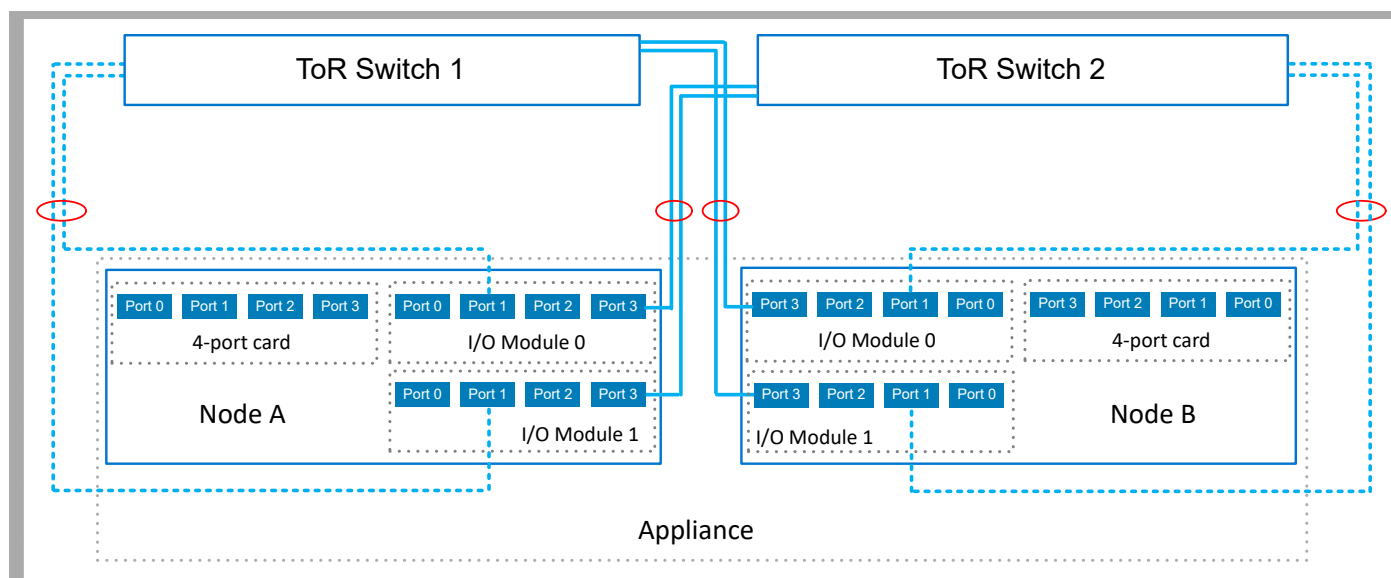 ToR Switch 1
ToR Switch 2
Port 0 Port 1 Port 2 Port 3
4-port card
Port 0 Port 1 Port 2 Port 3
I/O Module 0
Port 0 Port 1 Port 2 Port 3
I/O Module 1
Node A
Port 3 Port 2 Port 1 Port 0
I/O Module 0
Port 3 Port 2 Port 1 Port 0
4-port card
Port 3 Port 2 Port 1 Port 0
I/O Module 1
Node B
Appliance